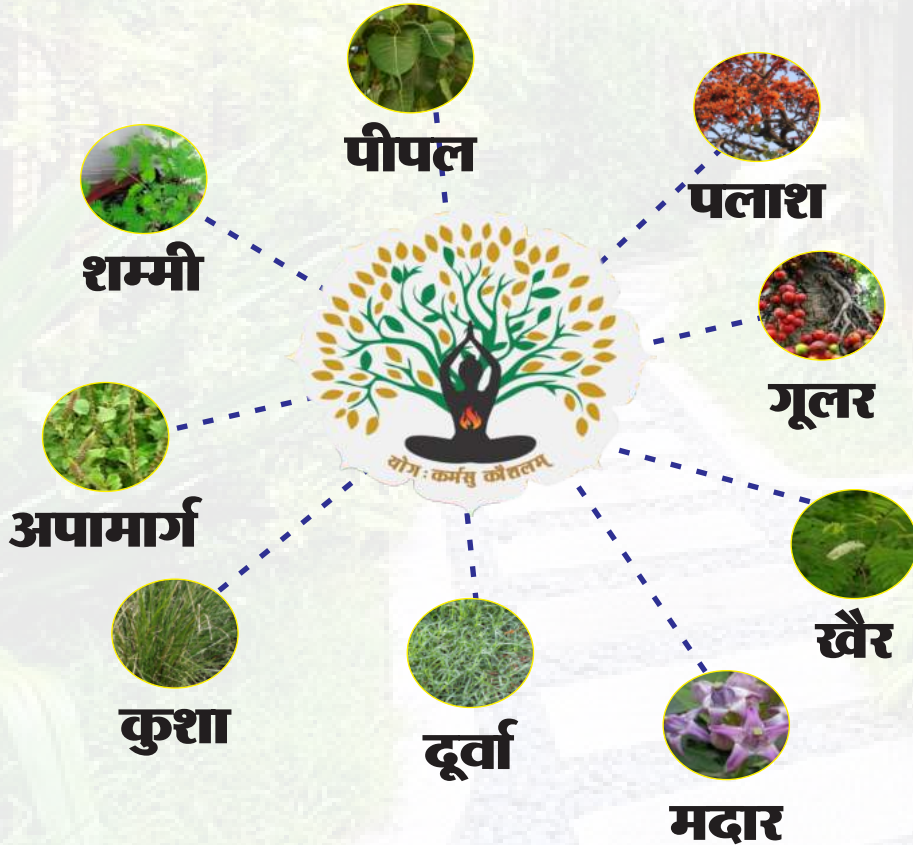 पीपल
पलाश
शम्मी
गूलर
योग: कर्मसु कौशलम्
अपामार्ग
खैर
कुशा
दूर्वा
मदार